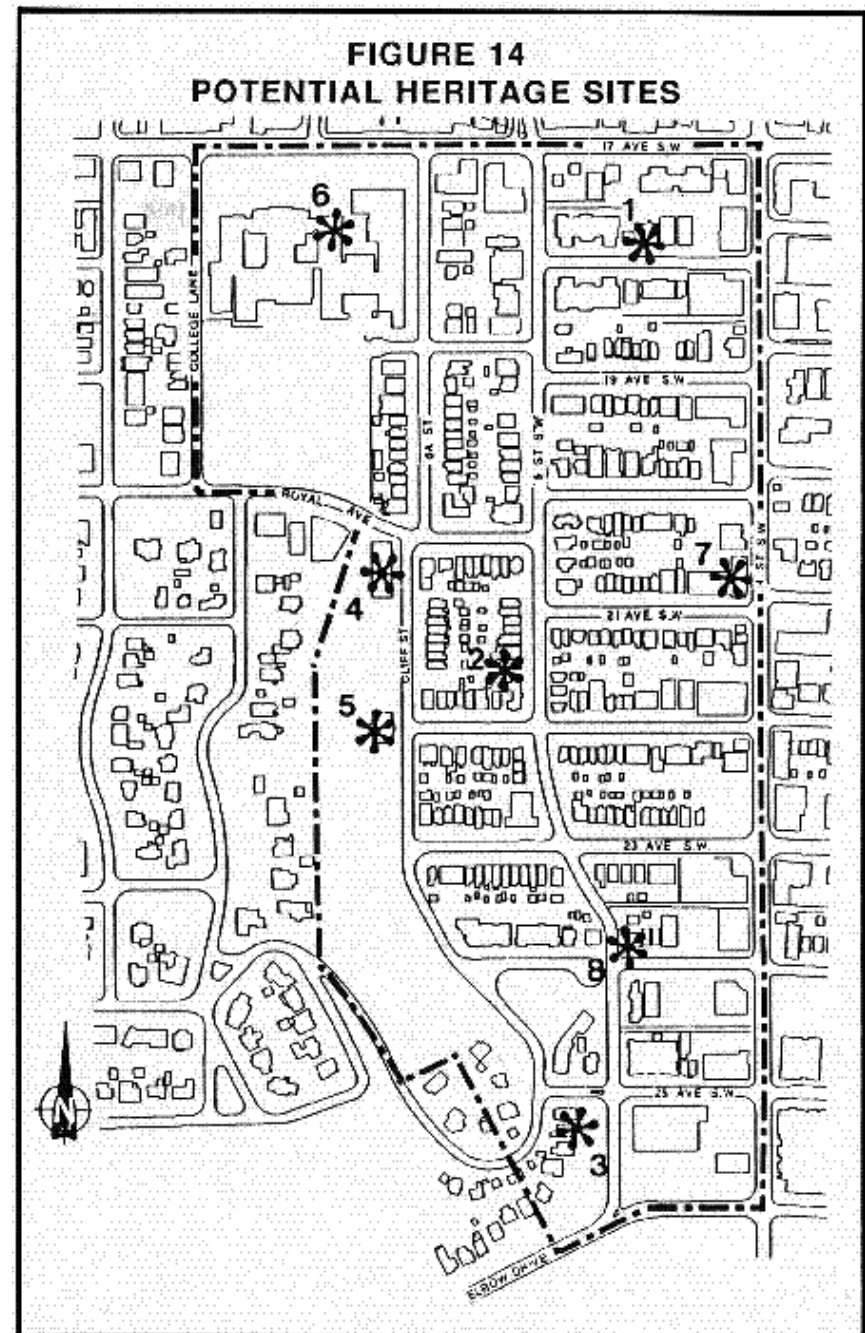 FIGURE 14
POTENTIAL HERITAGE SITES
17 AVE S.W
6
1
COLLEGE LANE
19 AVE S.W
6A ST
5 ST S.W
ROYAL AVE
7
4 ST S.W
4
21 AVE S.W
CLIFF ST
2
5
23 AVE S.W
8
N
25 AVE S.W
3
ELBOW DRIVE